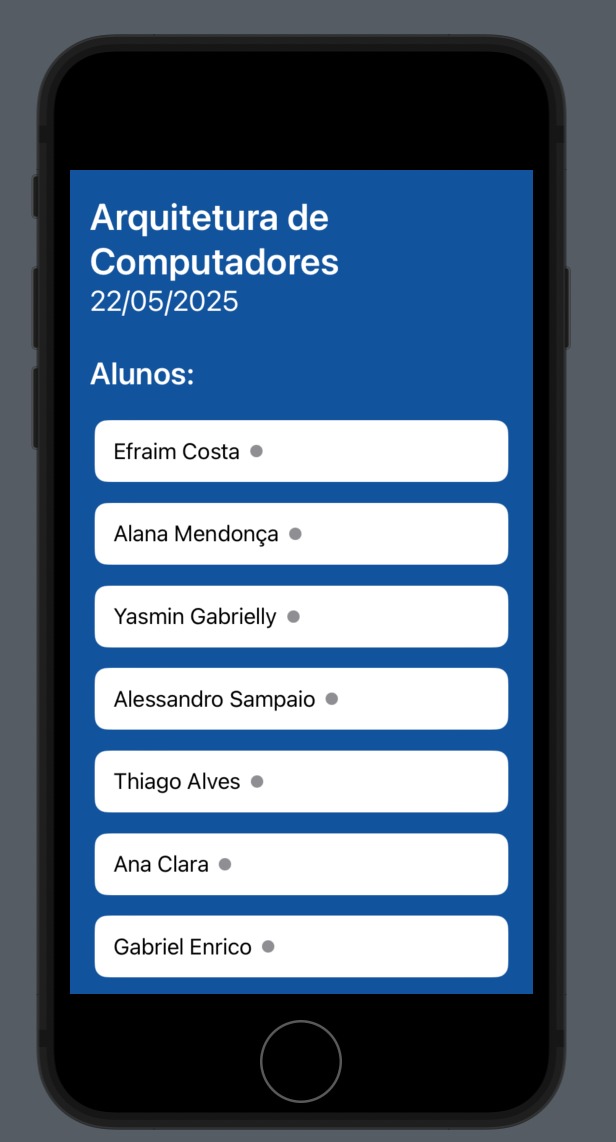 Arquitetura de
Computadores
22/05/2025
Alunos:
Efraim Costa
Alana Mendonça
Yasmin Gabrielly
Alessandro Sampaio
Thiago Alves
Ana Clara
Gabriel Enrico